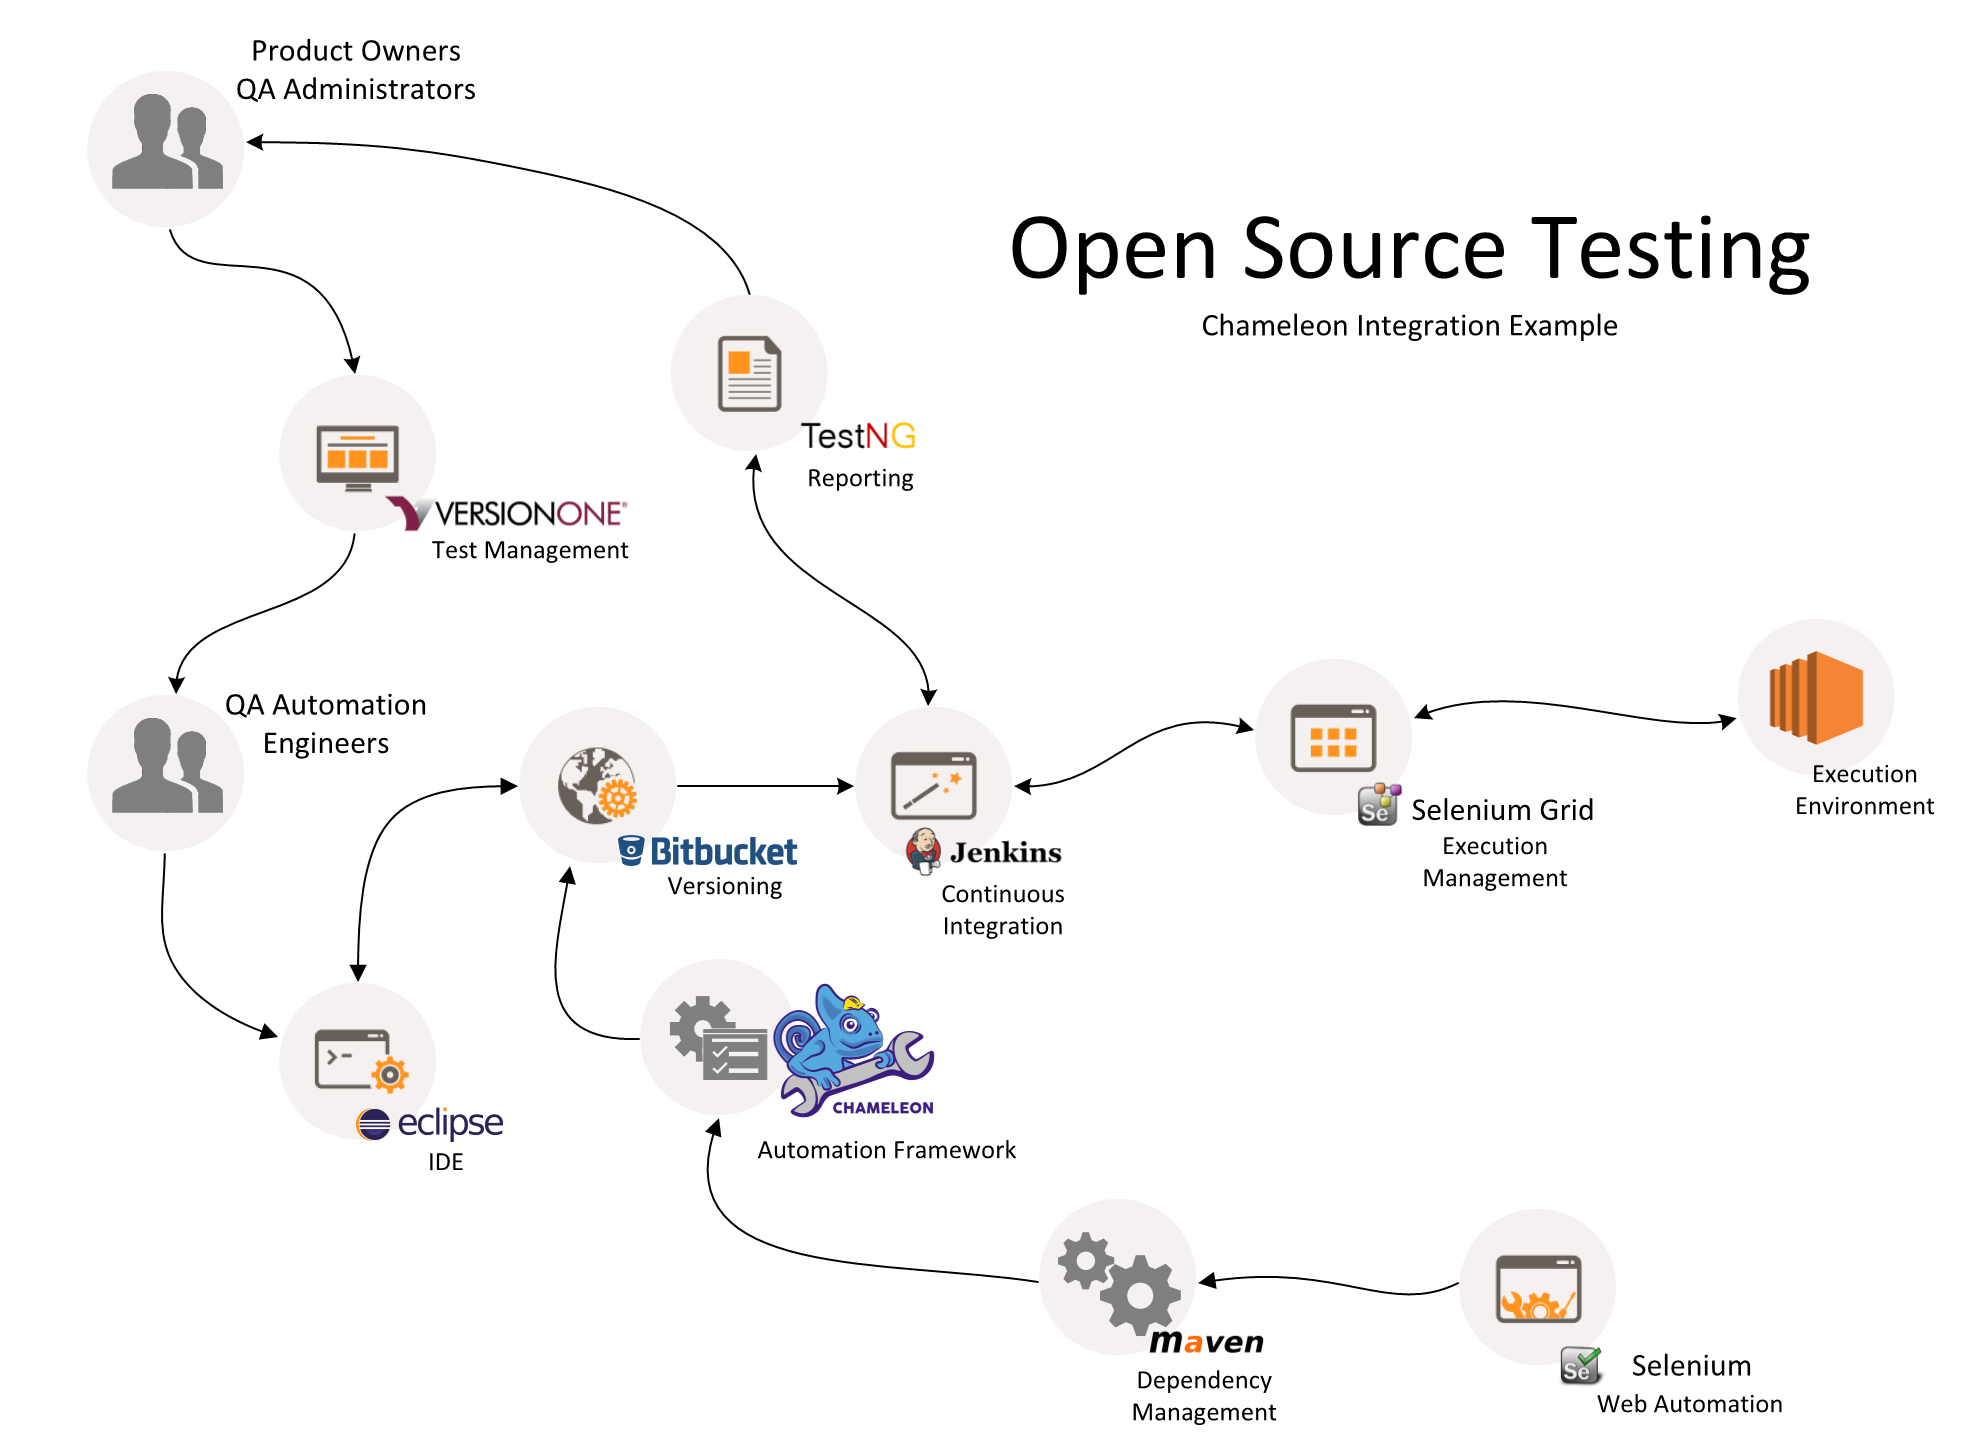 Product Owners
QA Administrators
Open Source Testing
Chameleon Integration Example
TestNG
Reporting
VERSIONONE®
Test Management
QA Automation
Engineers
Bitbucket
Versioning
Jenkins
Continuous
Integration
Se
Selenium Grid
Execution
Management
Execution
Environment
>-
eclipse
IDE
CHAMELEON
Automation Framework
maven
Dependency
Management
Se
Selenium
Web Automation